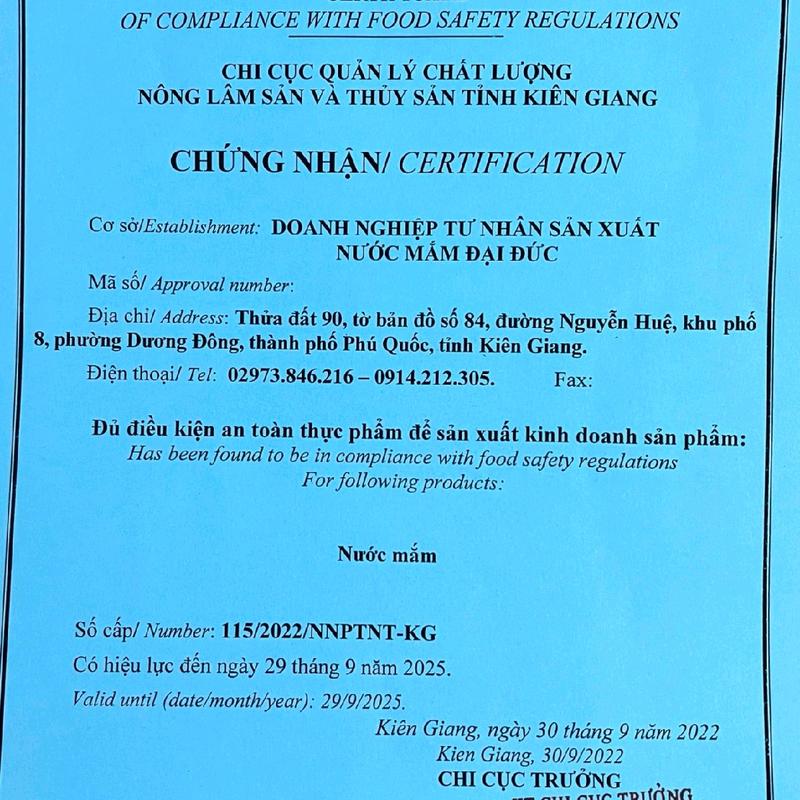 OF COMPLIANCE WITH FOOD SAFETY REGULATIONS
CHI CỤC QUẢN LÝ CHẤT LƯỢNG
NÔNG LÂM SẢN VÀ THỦY SẢN TỈNH KIÊN GIANG
CHỨNG NHẬN/ CERTIFICATION
Cơ sở/Establishment: DOANH NGHIỆP TƯ NHÂN SẢN XUẤT
NƯỚC MẮM ĐẠI ĐỨC
Mã số/ Approval number:
Địa chỉ/ Address: Thửa đất 90, tờ bản đồ số 84, đường Nguyễn Huệ, khu phố
8, phường Dương Đông, thành phố Phú Quốc, tỉnh Kiên Giang.
Điện thoại/ Tel: 02973.846.216 – 0914.212.305. Fax:
Đủ điều kiện an toàn thực phẩm để sản xuất kinh doanh sản phẩm:
Has been found to be in compliance with food safety regulations
For following products:
Nước mắm
Số cấp/ Number: 115/2022/NNPTNT-KG
Có hiệu lực đến ngày 29 tháng 9 năm 2025.
Valid until (date/month/year): 29/9/2025.
Kiên Giang, ngày 30 tháng 9 năm 2022
Kien Giang, 30/9/2022
CHI CỤC TRƯỞNG
KT CHI CỤC TRƯỞNG